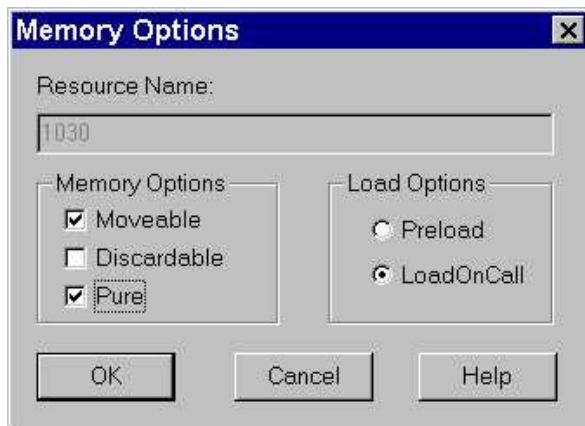 Memory Options
Resource Name:
1030
Memory Options
Load Options
Moveable
Preload
Discardable
LoadOnCall
Pure
OK
Cancel
Help